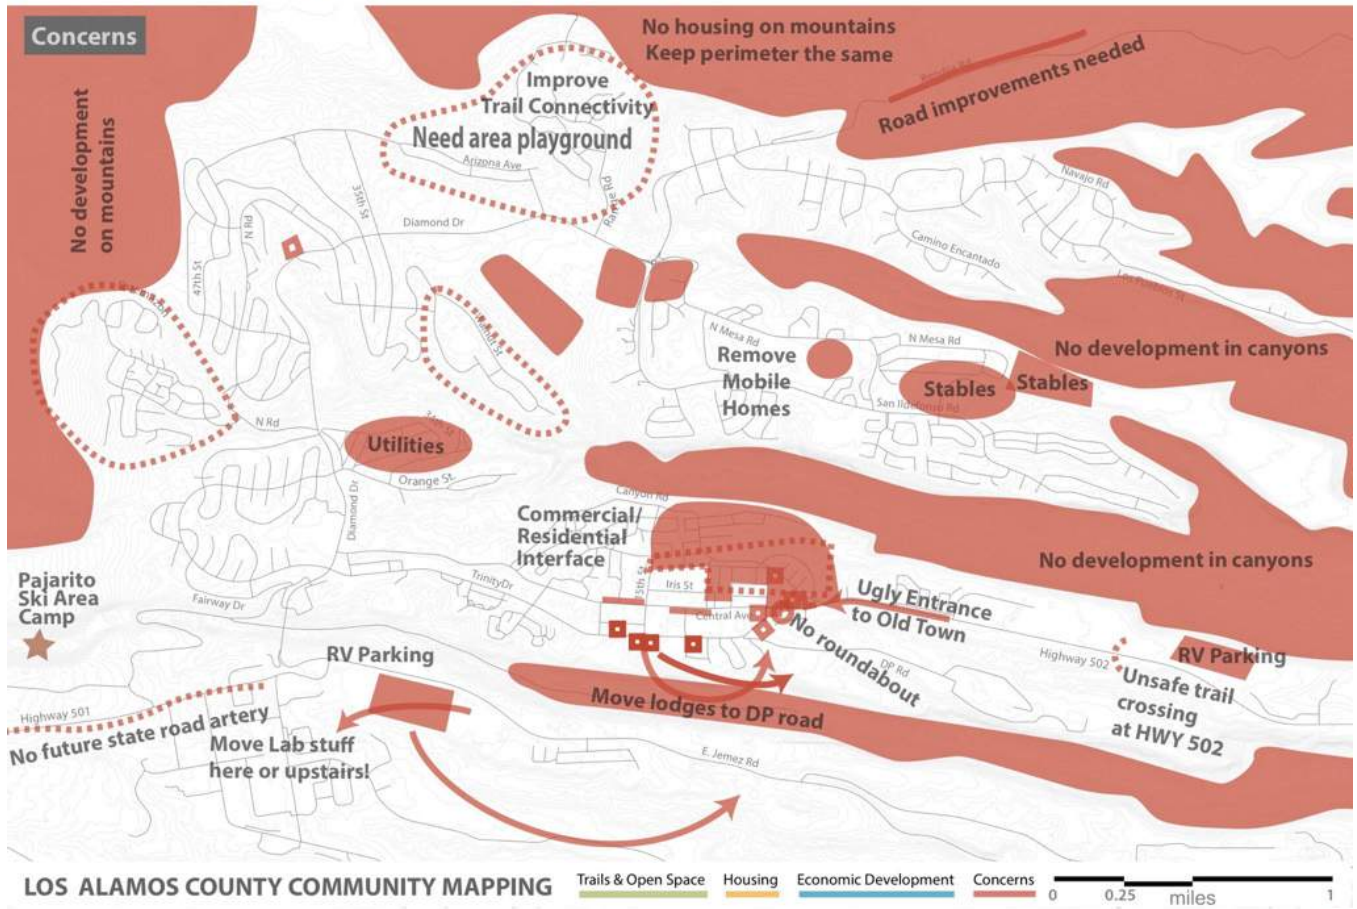 Concerns
No housing on mountains
Keep perimeter the same
Road improvements needed
No development
on mountains
Improve
Trail Connectivity
Need area playground
Arizona Ave
35th St
N Rd
47th St
Diamond Dr
Navajo Rd
Camino Encantado
N Mesa Rd
N Mesa Rd
Remove
Mobile
Homes
Stables
Stables
San Ildefonso Rd
No development in canyons
N Rd
Utilities
Orange St.
Diamond Dr
Canyon Rd
Commercial/
Residential
Interface
No development in canyons
Trinity Dr
Iris St
Central Ave
Ugly Entrance
to Old Town
No roundabout
Pajarito
Ski Area
Camp
Fairway Dr
RV Parking
DP Rd
Highway 502
RV Parking
Unsafe trail
crossing
at HWY 502
Move lodges to DP road
Highway 501
No future state road artery
Move Lab stuff
here or upstairs!
E. Jemez Rd
LOS ALAMOS COUNTY COMMUNITY MAPPING
Trails & Open Space
Housing
Economic Development
Concerns
0
0.25
miles
1